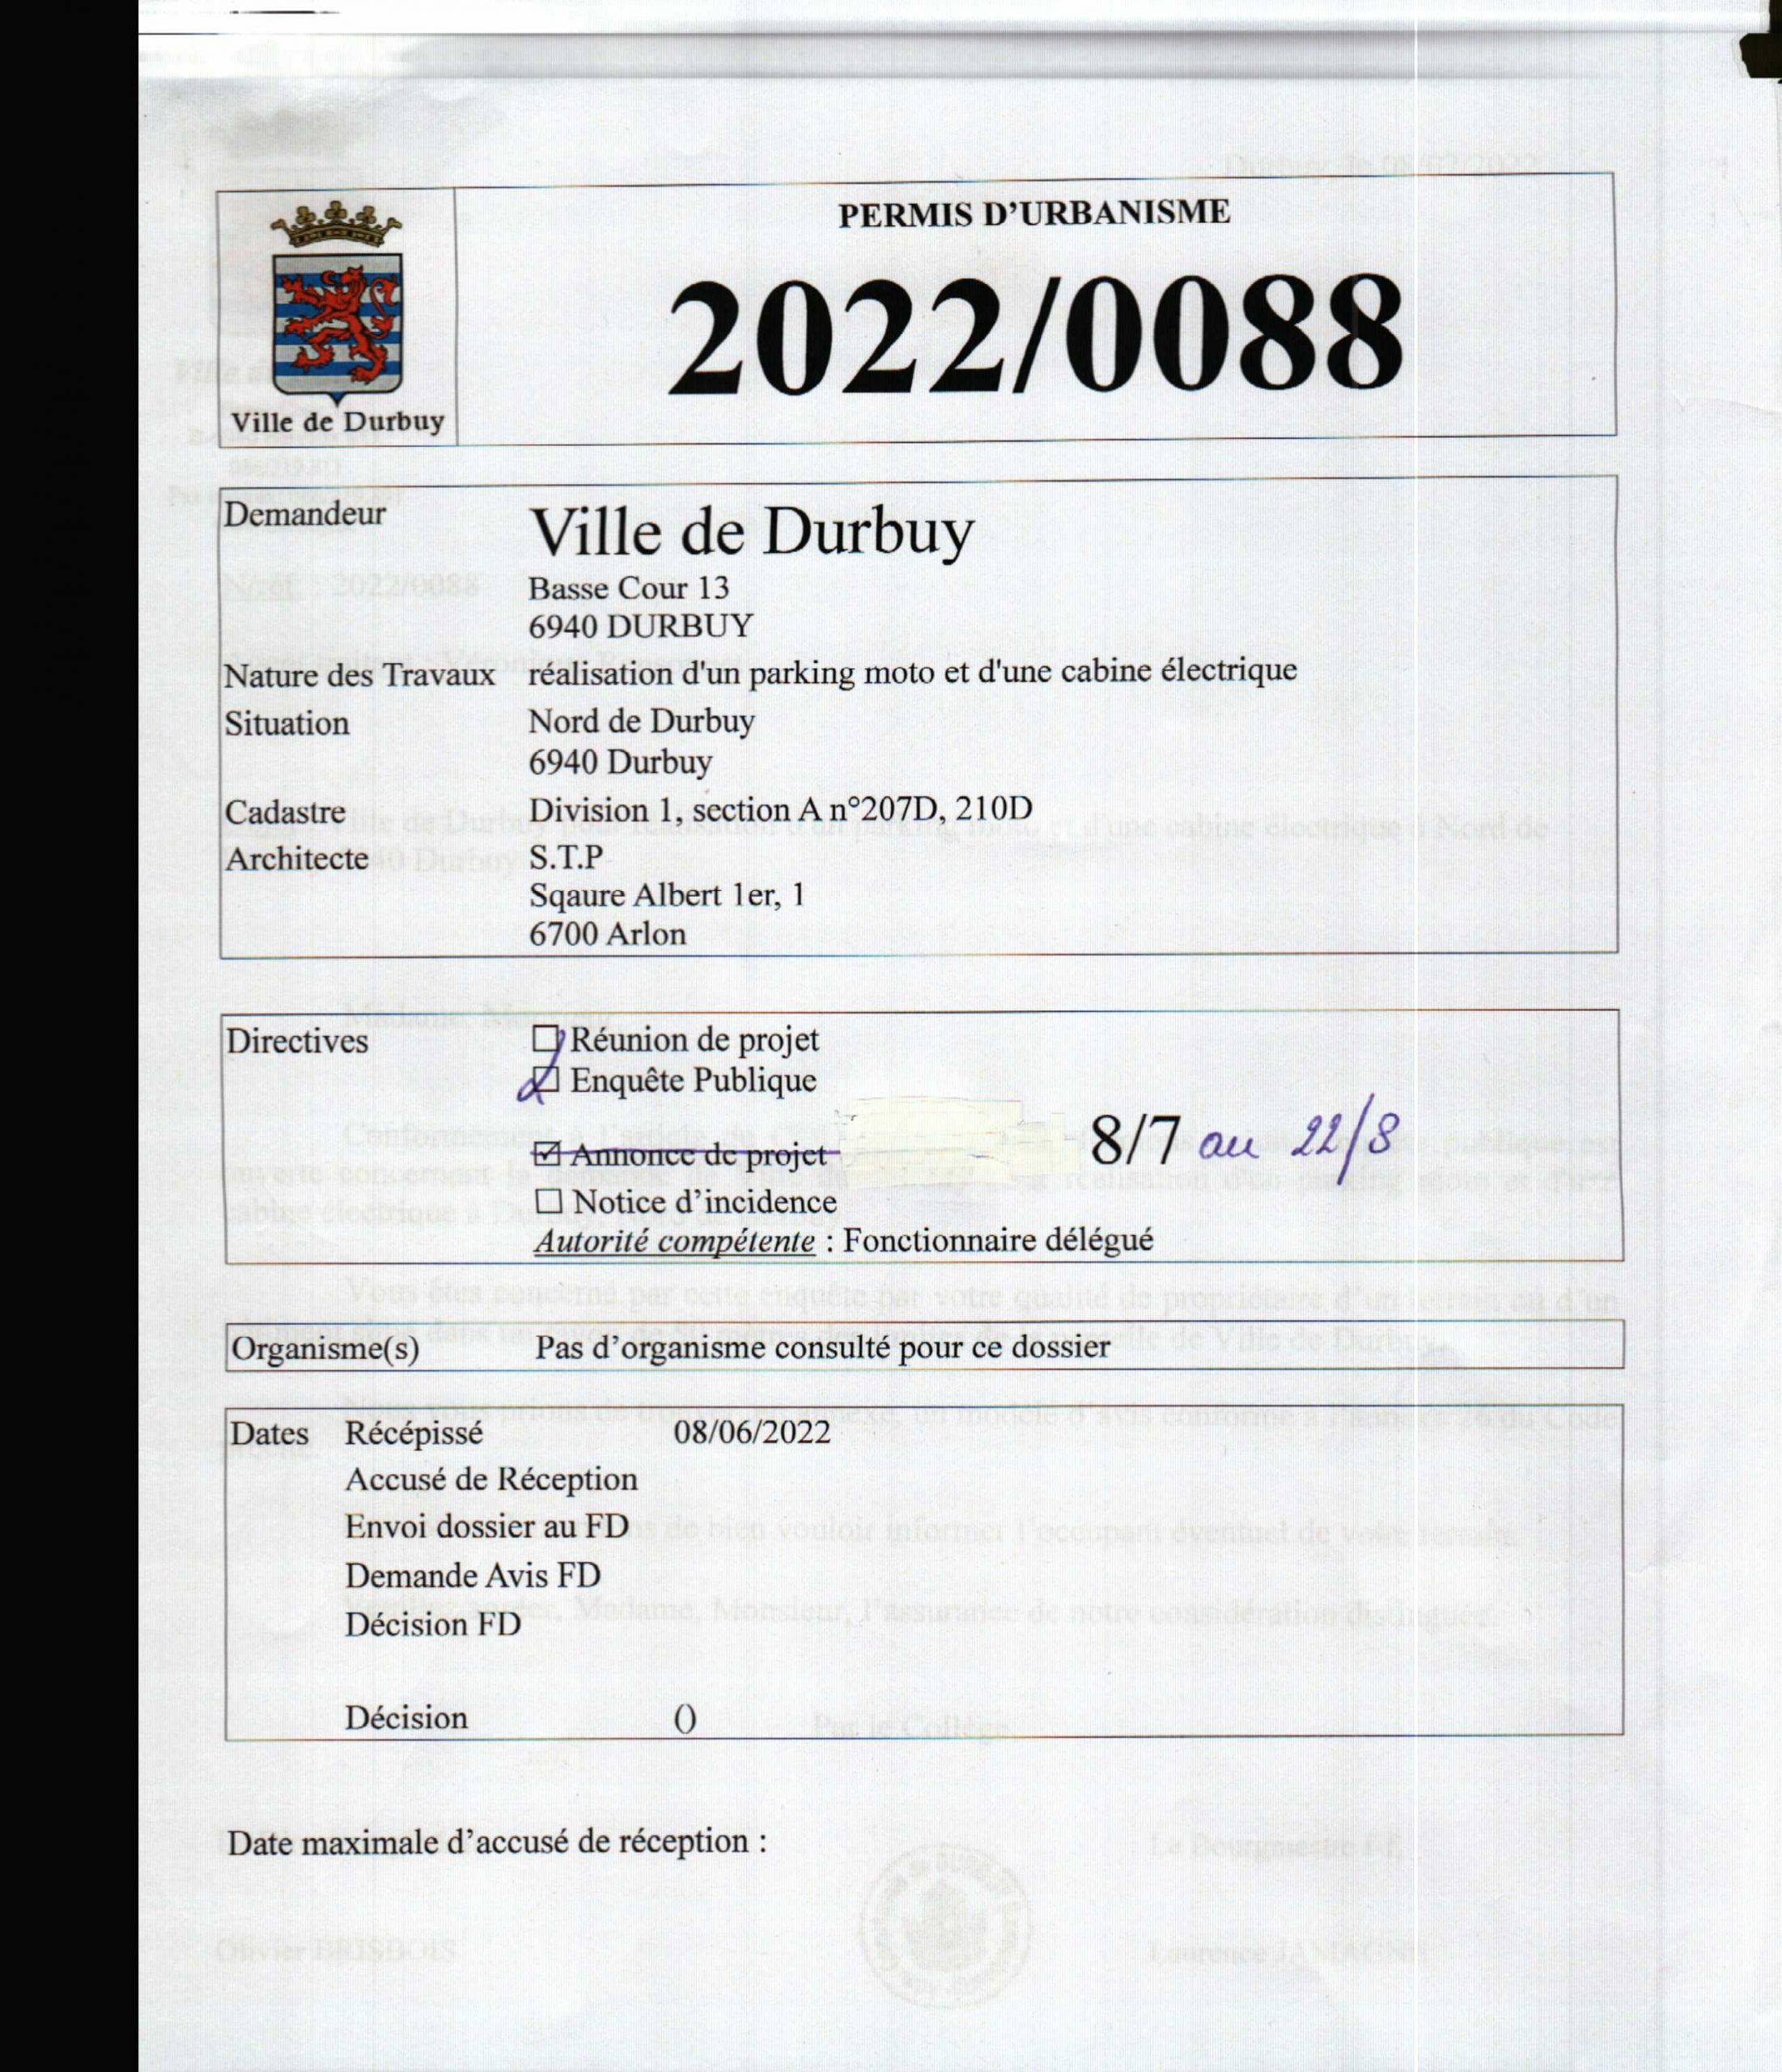 PERMIS D'URBANISME
2022/0088
Ville de Durbuy
Demandeur Ville de Durbuy
Basse Cour 13
6940 DURBUY
Nature des Travaux réalisation d'un parking moto et d'une cabine électrique
Situation Nord de Durbuy
6940 Durbuy
Cadastre Division 1, section A n°207D, 210D
Architecte S.T.P
Sqaure Albert 1er, 1
6700 Arlon
Directives ☐ Réunion de projet
☐ Enquête Publique
☑ Annonce de projet 8/7 au 22/8
☐ Notice d'incidence
Autorité compétente : Fonctionnaire délégué
Organisme(s) Pas d'organisme consulté pour ce dossier
Dates Récépissé 08/06/2022
Accusé de Réception
Envoi dossier au FD
Demande Avis FD
Décision FD
Décision ()
Date maximale d'accusé de réception :